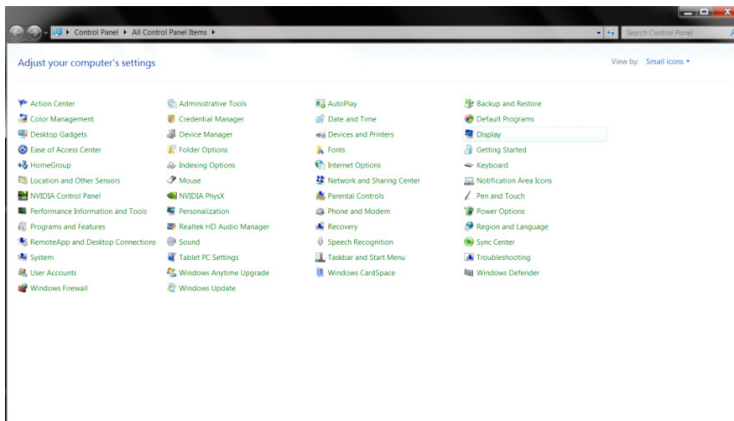 Control Panel All Control Panel Items Search Control Panel
Adjust your computer's settings View by: Small icons
Action Center Administrative Tools AutoPlay Backup and Restore
Color Management Credential Manager Date and Time Default Programs
Desktop Gadgets Device Manager Devices and Printers Display
Ease of Access Center Folder Options Fonts Getting Started
HomeGroup Indexing Options Internet Options Keyboard
Location and Other Sensors Mouse Network and Sharing Center Notification Area Icons
NVIDIA Control Panel NVIDIA PhysX Parental Controls Pen and Touch
Performance Information and Tools Personalization Phone and Modem Power Options
Programs and Features Realtek HD Audio Manager Recovery Region and Language
RemoteApp and Desktop Connections Sound Speech Recognition Sync Center
System Tablet PC Settings Taskbar and Start Menu Troubleshooting
User Accounts Windows Anytime Upgrade Windows CardSpace Windows Defender
Windows Firewall Windows Update